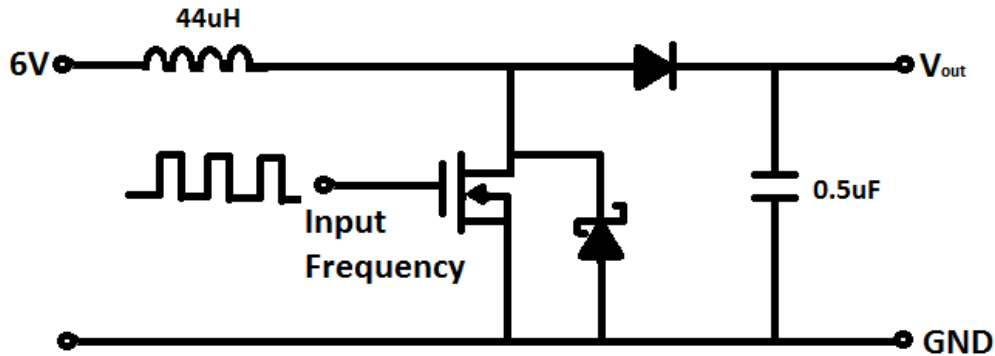 44uH
6V
Vout
Input
Frequency
0.5uF
GND